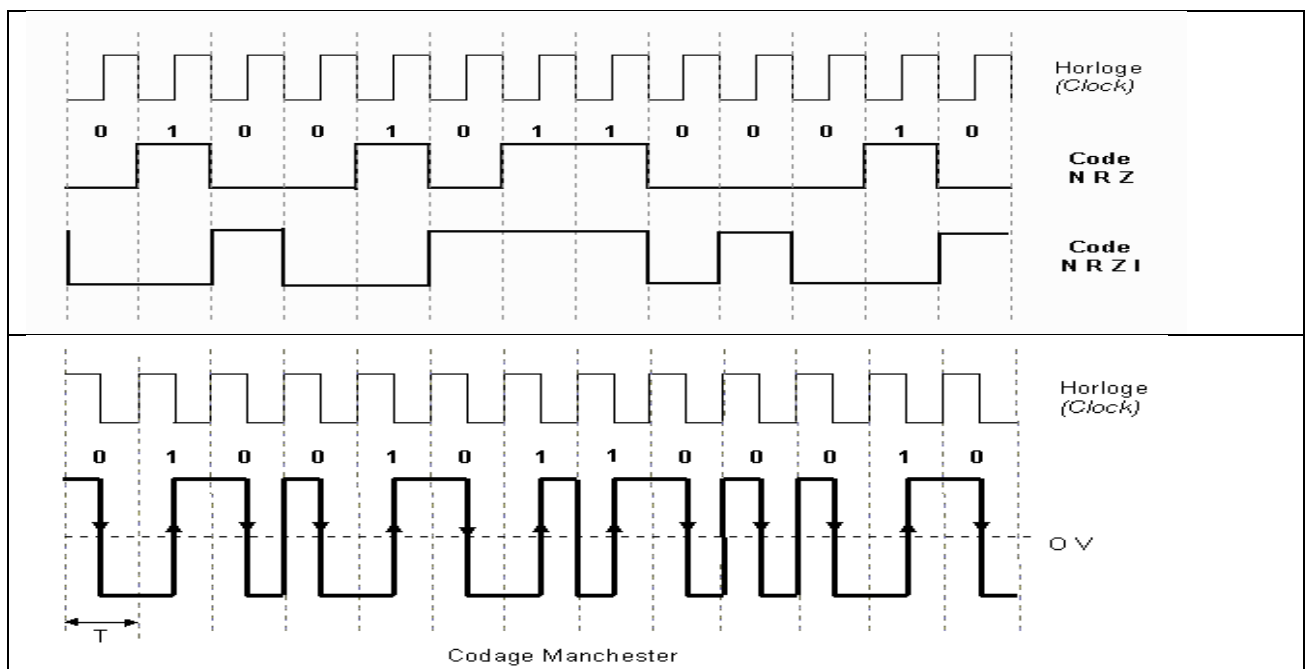 Horloge
(Clock)
0 1 0 0 1 0 1 1 0 0 0 1 0
Code
N R Z
Code
N R Z I
Horloge
(Clock)
0 1 0 0 1 0 1 1 0 0 0 1 0
0 V
T
Codage Manchester